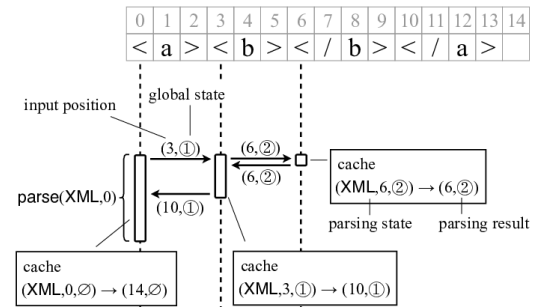 0 1 2 3 4 5 6 7 8 9 10 11 12 13 14
< a > < b > < / b > < / a >
input position
global state
(3,①)
(6,②)
(6,②)
(10,①)
parse(XML,0)
cache
(XML,6,②) → (6,②)
parsing state parsing result
cache
(XML,0,∅) → (14,∅)
cache
(XML,3,①) → (10,①)